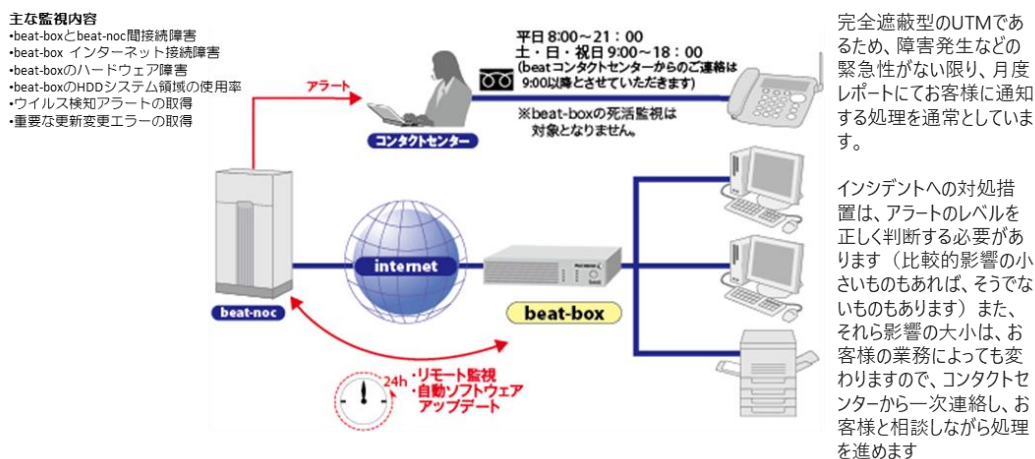 主な監視内容
•beat-boxとbeat-noc間接続障害
•beat-box インターネット接続障害
•beat-boxのハードウェア障害
•beat-boxのHDDシステム領域の使用率
•ウイルス検知アラートの取得
•重要な更新変更エラーの取得
アラート
コンタクトセンター
平日 8:00～21：00
土・日・祝日 9:00～18：00
(beatコンタクトセンターからのご連絡は
9:00以降とさせていただきます)
※beat-boxの死活監視は
対象となりません。
beat-noc
internet
beat-box
24h
・リモート監視
・自動ソフトウェア
アップデート
完全遮蔽型のUTMであ
るため、障害発生などの
緊急性がない限り、月度
レポートにてお客様に通知
する処理を通常としていま
す。
インシデントへの対処措
置は、アラートのレベルを
正しく判断する必要があ
ります（比較的影響の小
さいものもあれば、そうでな
いものもあります）また、
それら影響の大小は、お
客様の業務によっても変
わりますので、コンタクトセ
ンターから一次連絡し、お
客様と相談しながら処理
を進めます